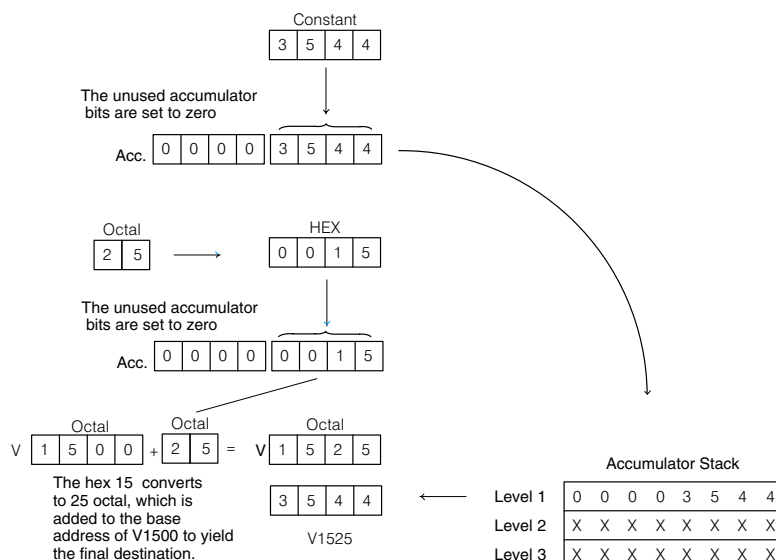 Constant
3 5 4 4
The unused accumulator
bits are set to zero
Acc. 0 0 0 0 3 5 4 4
Octal HEX
2 5 0 0 1 5
The unused accumulator
bits are set to zero
Acc. 0 0 0 0 0 0 1 5
Octal Octal Octal
V 1 5 0 0 + 2 5 = V 1 5 2 5
The hex 15 converts
to 25 octal, which is
added to the base
address of V1500 to yield
the final destination.
3 5 4 4
V1525
Accumulator Stack
Level 1 0 0 0 0 3 5 4 4
Level 2 X X X X X X X X
Level 3 X X X X X X X X